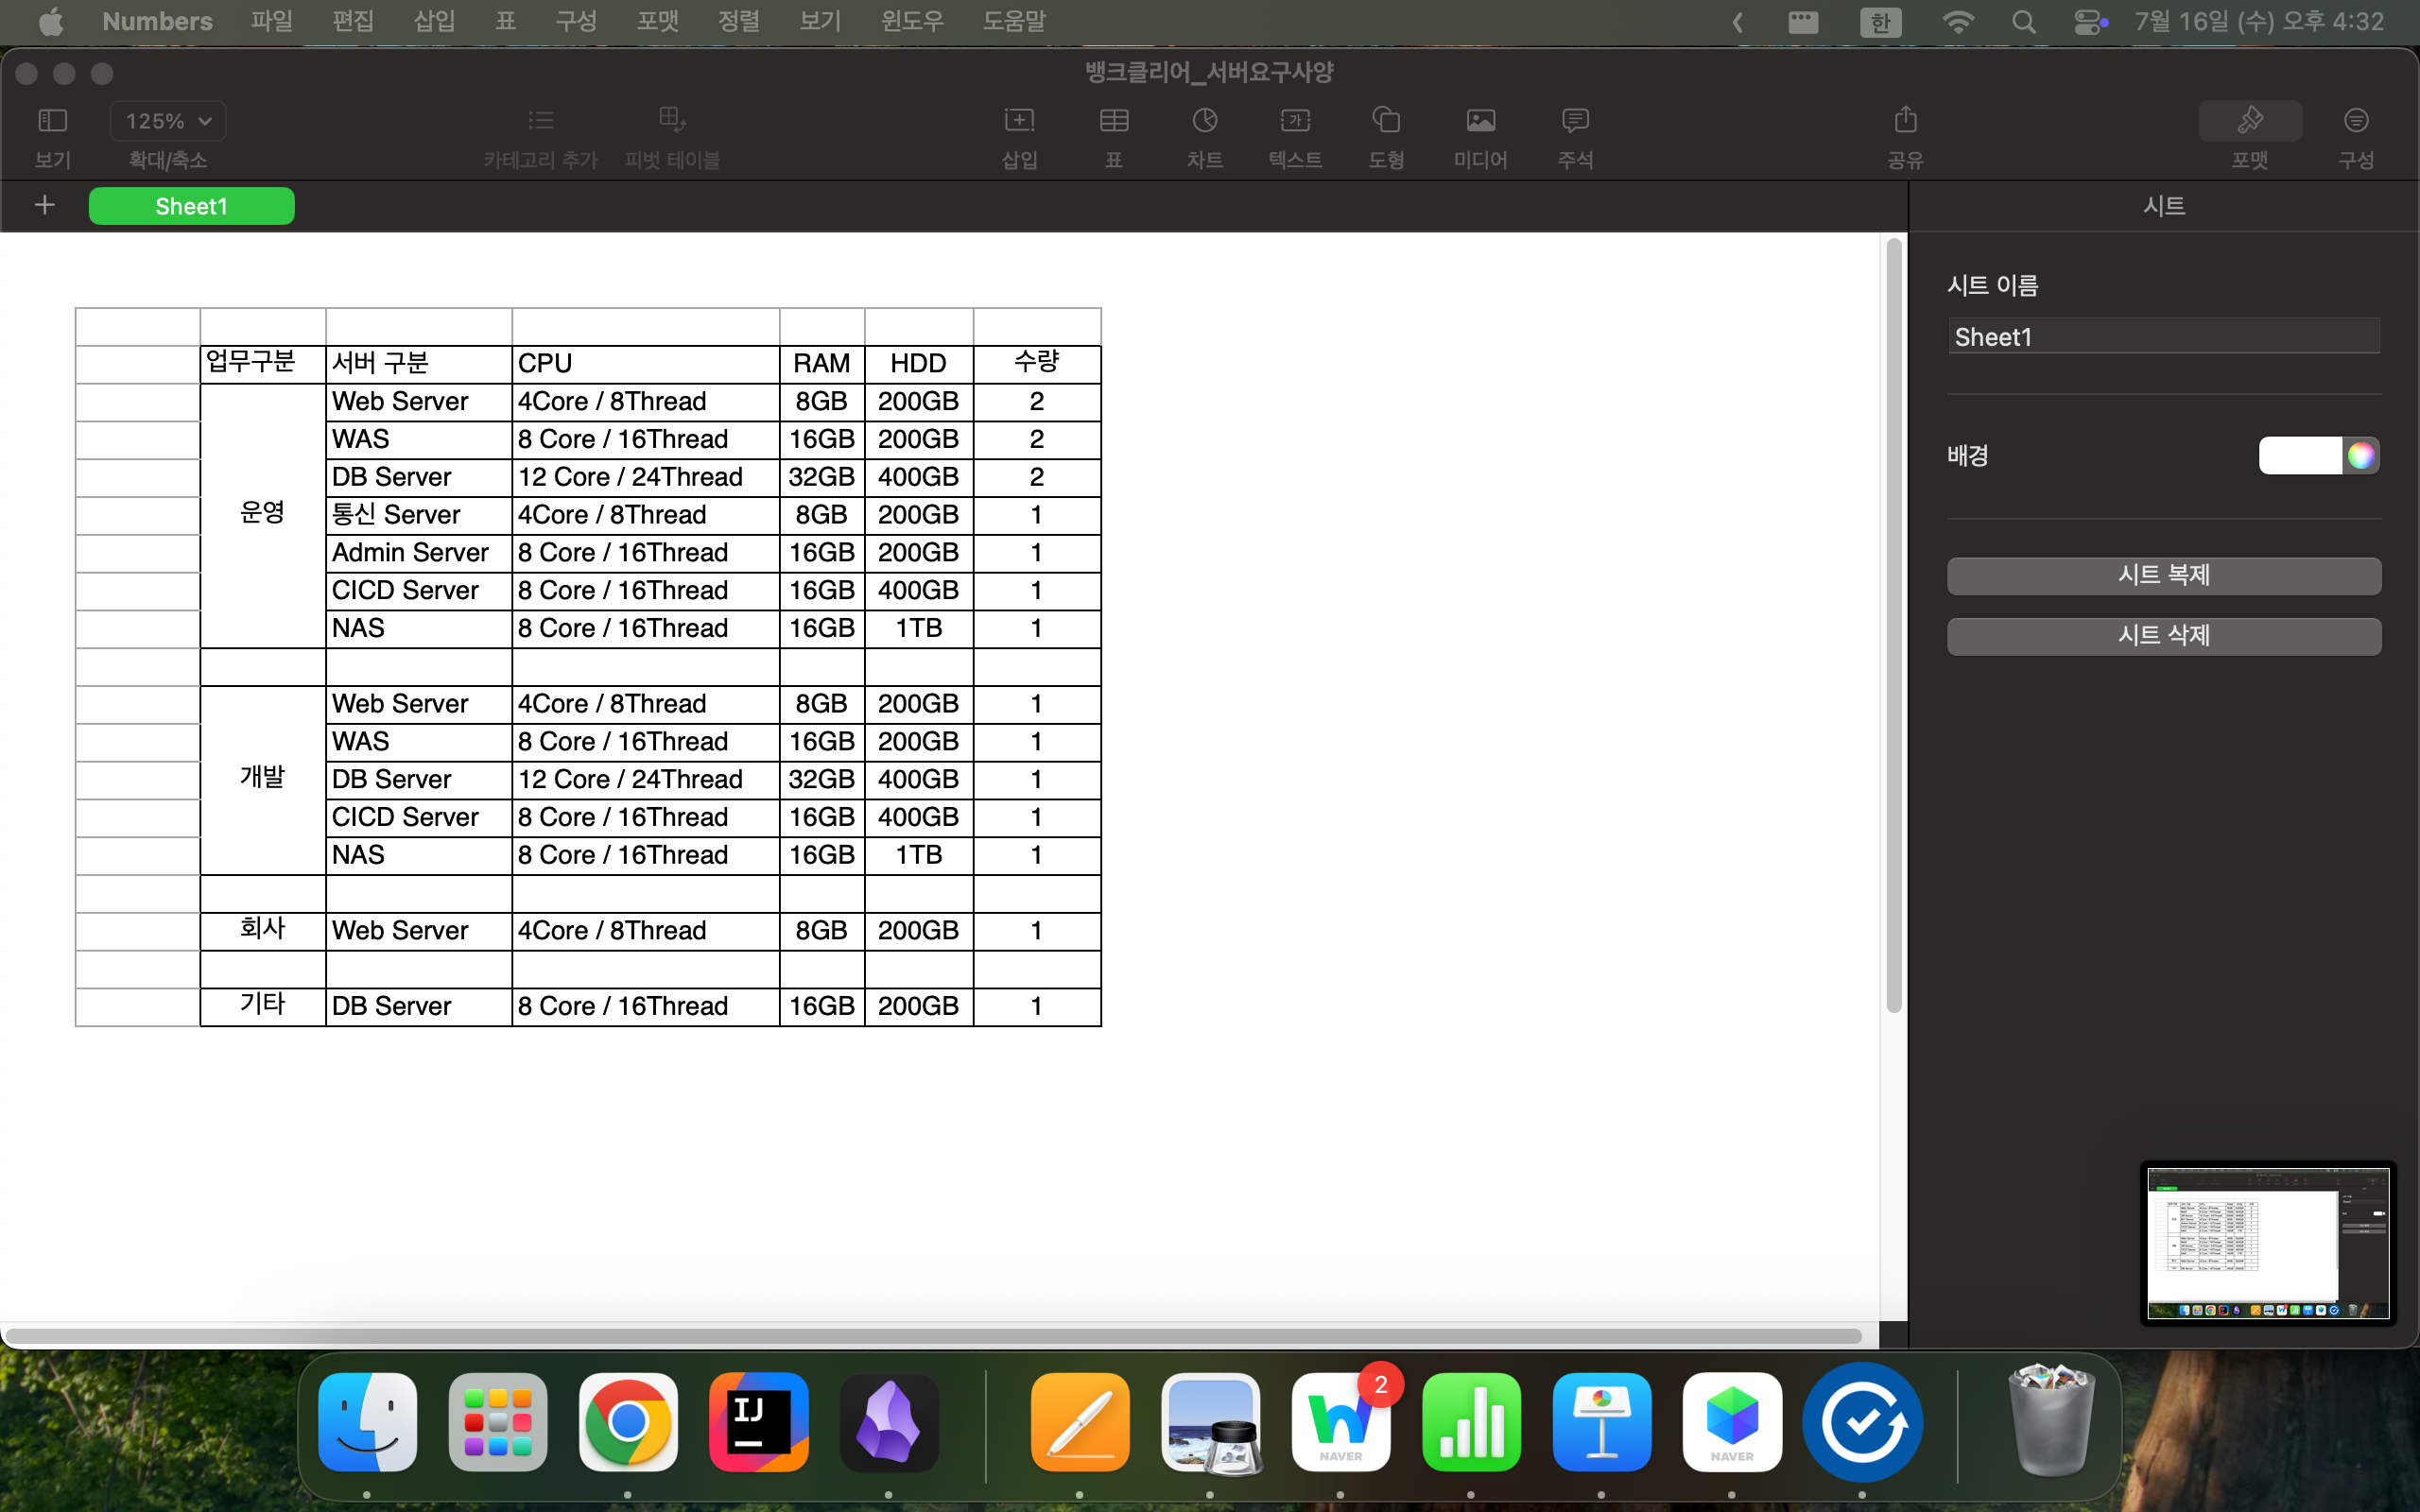 Numbers 파일 편집 삽입 표 구성 포맷 정렬 보기 윈도우 도움말 한 7월 16일 (수) 오후 4:32
뱅크클리어_서버요구사양
125%
보기 확대/축소 카테고리 추가 피벗 테이블 삽입 표 차트 텍스트 도형 미디어 주석 공유 포맷 구성
Sheet1
시트
시트 이름
Sheet1
배경
시트 복제
시트 삭제
업무구분 서버 구분 CPU RAM HDD 수량
운영
Web Server 4Core / 8Thread 8GB 200GB 2
WAS 8 Core / 16Thread 16GB 200GB 2
DB Server 12 Core / 24Thread 32GB 400GB 2
통신 Server 4Core / 8Thread 8GB 200GB 1
Admin Server 8 Core / 16Thread 16GB 200GB 1
CICD Server 8 Core / 16Thread 16GB 400GB 1
NAS 8 Core / 16Thread 16GB 1TB 1
개발
Web Server 4Core / 8Thread 8GB 200GB 1
WAS 8 Core / 16Thread 16GB 200GB 1
DB Server 12 Core / 24Thread 32GB 400GB 1
CICD Server 8 Core / 16Thread 16GB 400GB 1
NAS 8 Core / 16Thread 16GB 1TB 1
회사 Web Server 4Core / 8Thread 8GB 200GB 1
기타 DB Server 8 Core / 16Thread 16GB 200GB 1
IJ
2
NAVER
NAVER